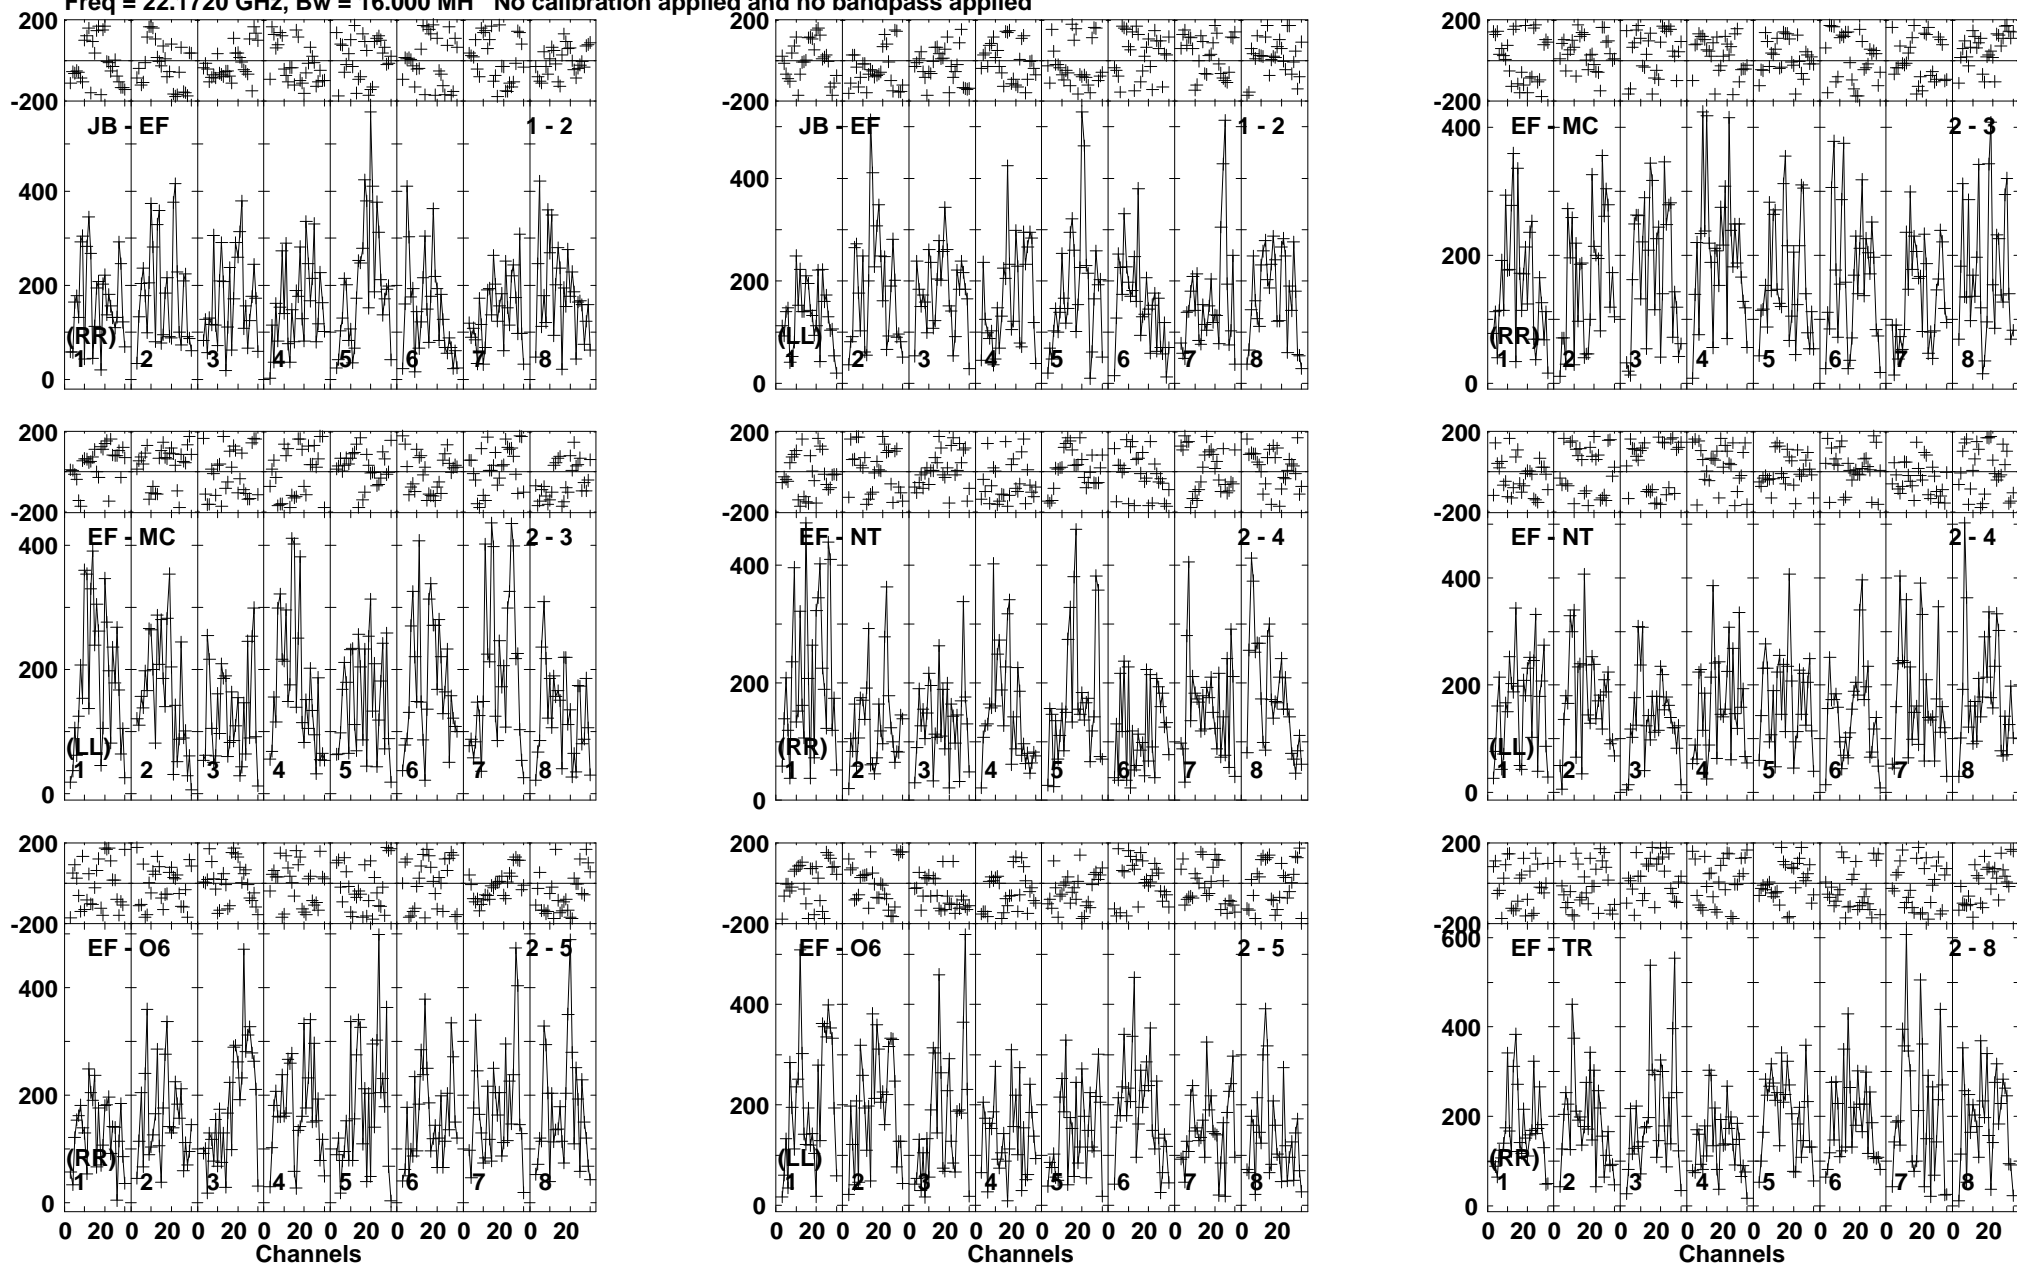 Freq = 22.1720 GHz, Bw = 16.000 MH No calibration applied and no bandpass applied
200 200 200
-200 -200 -200
JB - EF 1 - 2 JB - EF 1 - 2 EF - MC 2 - 3
400 400 400
200 200 200
(RR) (LL) (RR)
1 2 3 4 5 6 7 8 1 2 3 4 5 6 7 8 1 2 3 4 5 6 7 8
0 0 0
200 200 200
-200 -200 -200
EF - MC 2 - 3 EF - NT 2 - 4 EF - NT 2 - 4
400 400 400
200 200 200
(LL) (RR) (LL)
1 2 3 4 5 6 7 8 1 2 3 4 5 6 7 8 1 2 3 4 5 6 7 8
0 0 0
200 200 200
-200 -200 -200
600
EF - O6 2 - 5 EF - O6 2 - 5 EF - TR 2 - 8
400 400 400
200 200 200
(RR) (LL) (RR)
1 2 3 4 5 6 7 8 1 2 3 4 5 6 7 8 1 2 3 4 5 6 7 8
0 0 0
0 20 0 20 0 20 0 20 0 20 0 20 0 20 0 20 0 20 0 20 0 20 0 20 0 20 0 20 0 20 0 20 0 20 0 20 0 20 0 20 0 20 0 20 0 20 0 20
Channels Channels Channels